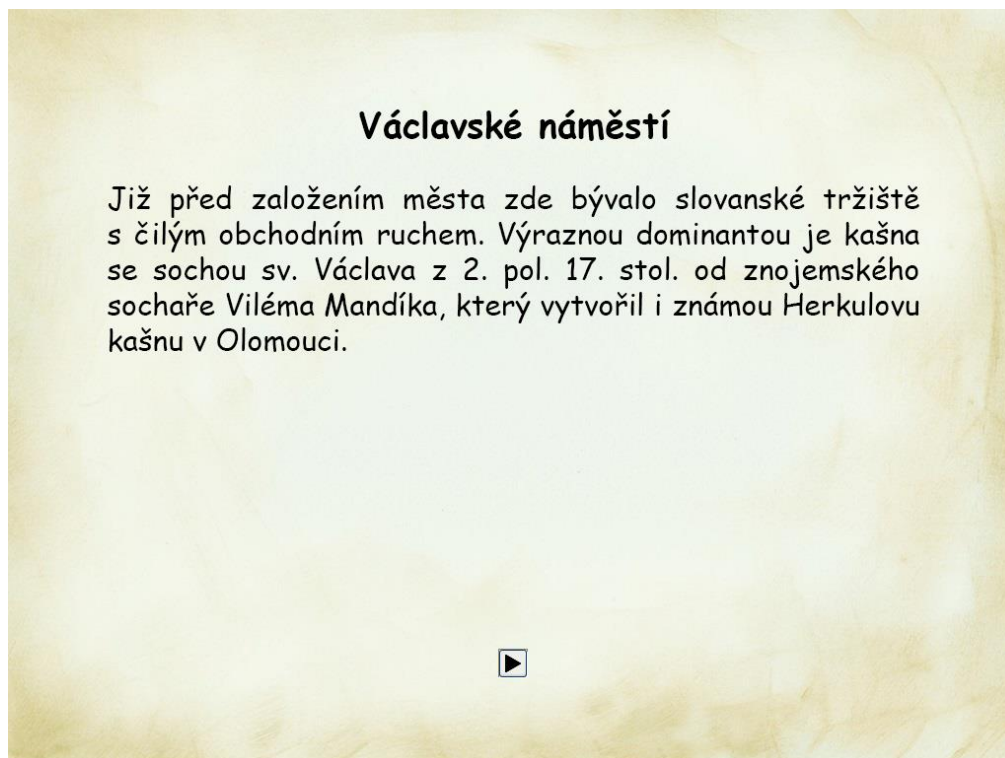 Václavské náměstí
Již před založením města zde bývalo slovanské tržiště
s čilým obchodním ruchem. Výraznou dominantou je kašna
se sochou sv. Václava z 2. pol. 17. stol. od znojemského
sochaře Viléma Mandíka, který vytvořil i známou Herkulovu
kašnu v Olomouci.